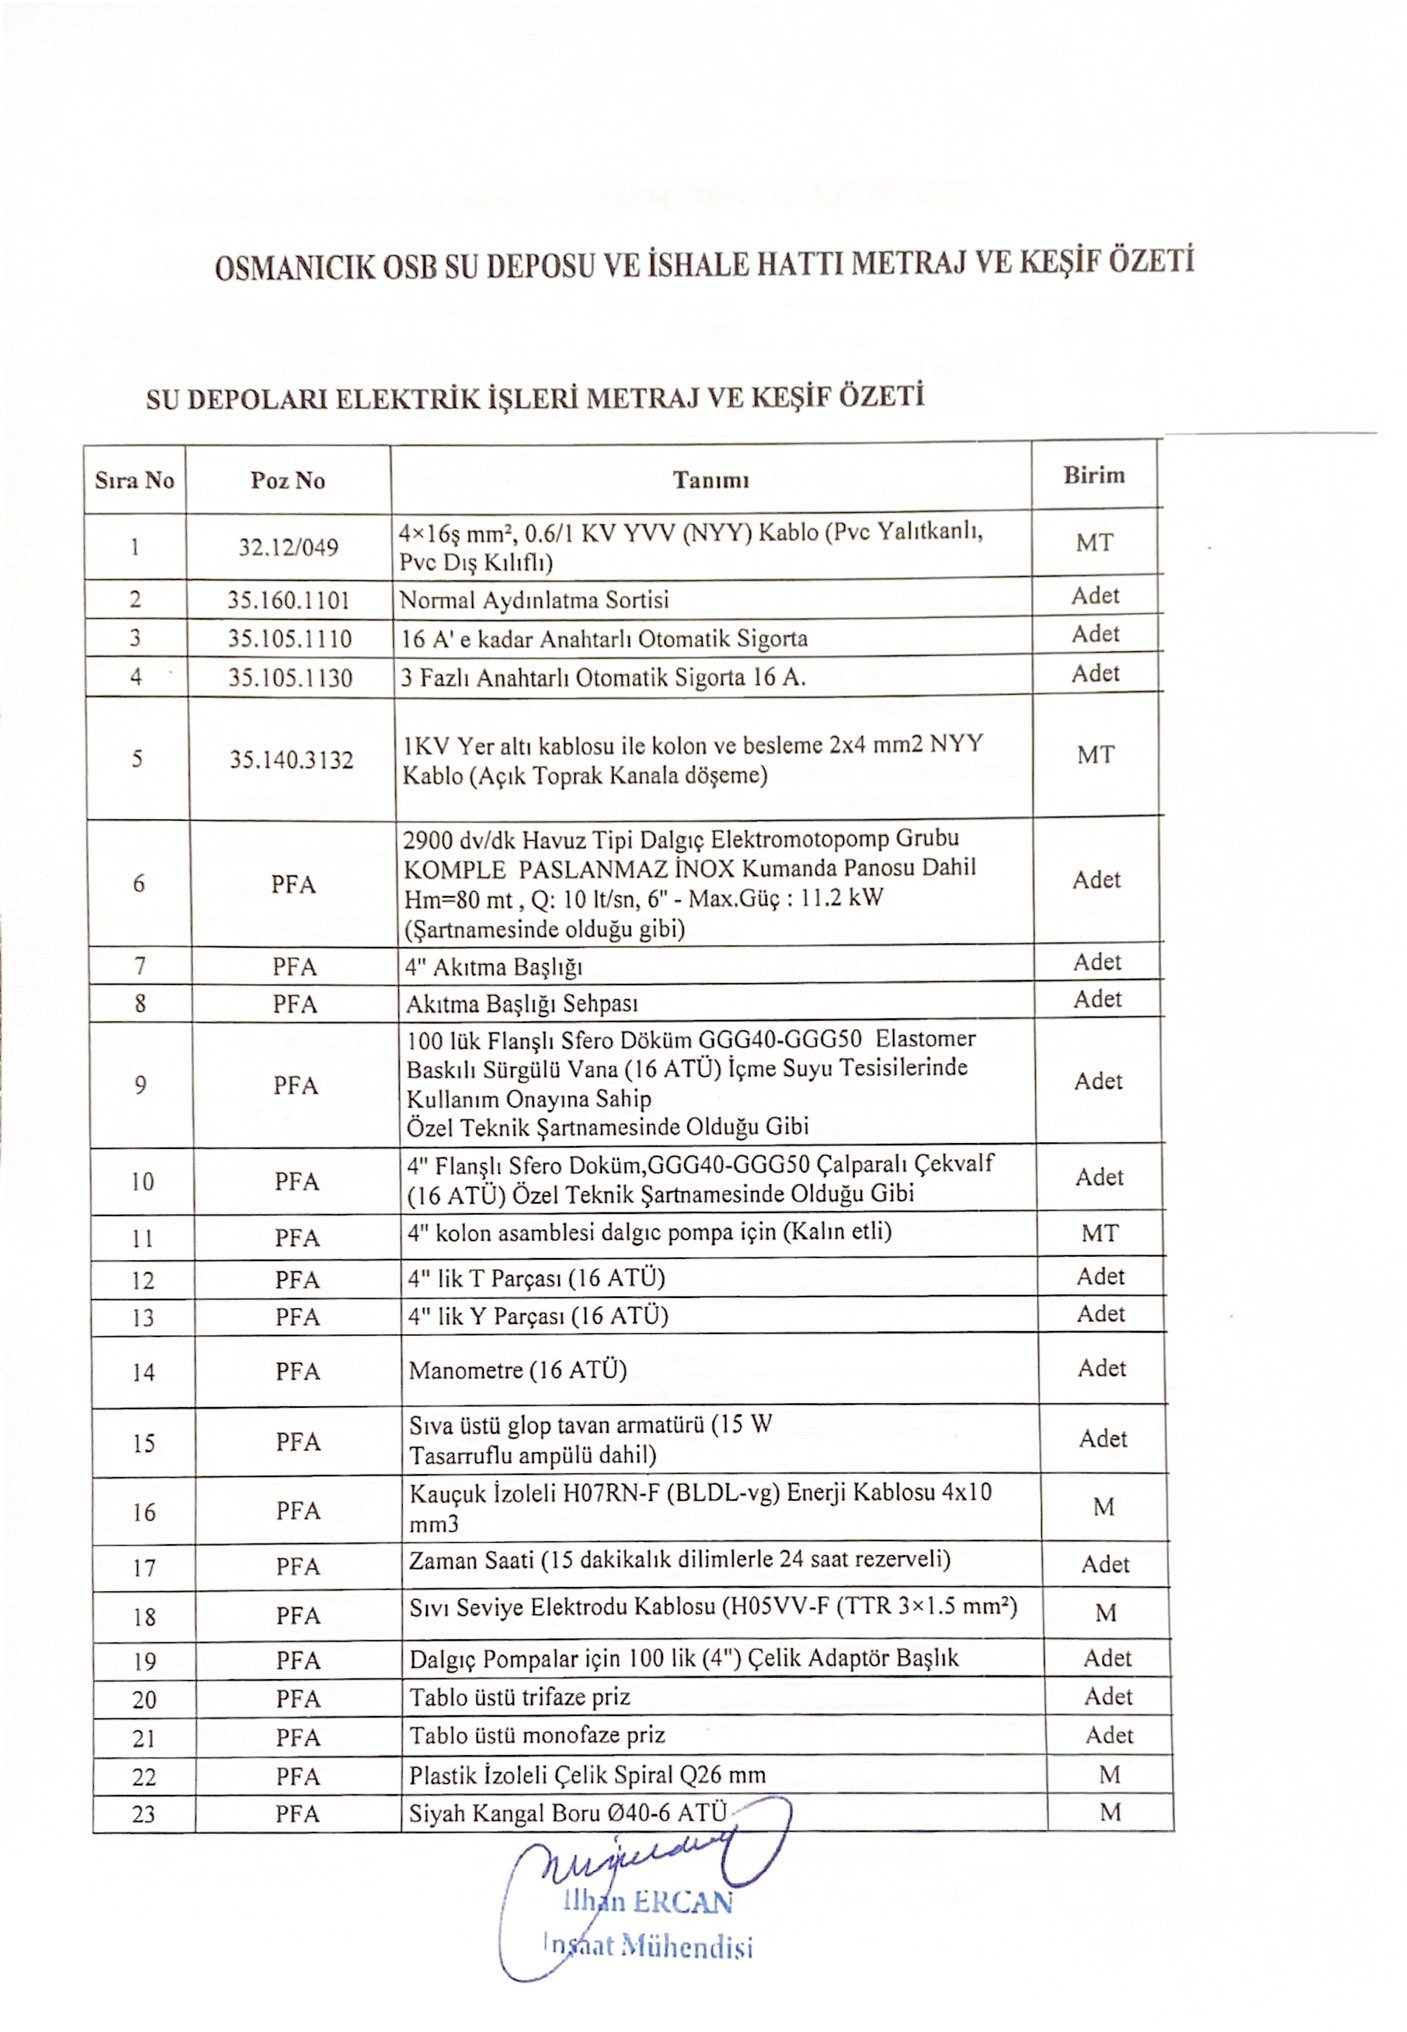 OSMANICIK OSB SU DEPOSU VE İSHALE HATTI METRAJ VE KEŞİF ÖZETİ
SU DEPOLARI ELEKTRİK İŞLERİ METRAJ VE KEŞİF ÖZETİ
Sıra No Poz No Tanımı Birim
1 32.12/049 4×16ş mm², 0.6/1 KV YVV (NYY) Kablo (Pvc Yalıtkanlı,
Pvc Dış Kılıflı) MT
2 35.160.1101 Normal Aydınlatma Sortisi Adet
3 35.105.1110 16 A' e kadar Anahtarlı Otomatik Sigorta Adet
4 35.105.1130 3 Fazlı Anahtarlı Otomatik Sigorta 16 A. Adet
5 35.140.3132 1KV Yer altı kablosu ile kolon ve besleme 2x4 mm2 NYY
Kablo (Açık Toprak Kanala döşeme) MT
6 PFA 2900 dv/dk Havuz Tipi Dalgıç Elektromotopomp Grubu
KOMPLE PASLANMAZ İNOX Kumanda Panosu Dahil
Hm=80 mt , Q: 10 lt/sn, 6" - Max.Güç : 11.2 kW
(Şartnamesinde olduğu gibi) Adet
7 PFA 4" Akıtma Başlığı Adet
8 PFA Akıtma Başlığı Sehpası Adet
9 PFA 100 lük Flanşlı Sfero Döküm GGG40-GGG50 Elastomer
Baskılı Sürgülü Vana (16 ATÜ) İçme Suyu Tesisilerinde
Kullanım Onayına Sahip
Özel Teknik Şartnamesinde Olduğu Gibi Adet
10 PFA 4" Flanşlı Sfero Doküm,GGG40-GGG50 Çalparalı Çekvalf
(16 ATÜ) Özel Teknik Şartnamesinde Olduğu Gibi Adet
11 PFA 4" kolon asamblesi dalgıc pompa için (Kalın etli) MT
12 PFA 4" lik T Parçası (16 ATÜ) Adet
13 PFA 4" lik Y Parçası (16 ATÜ) Adet
14 PFA Manometre (16 ATÜ) Adet
15 PFA Sıva üstü glop tavan armatürü (15 W
Tasarruflu ampülü dahil) Adet
16 PFA Kauçuk İzoleli H07RN-F (BLDL-vg) Enerji Kablosu 4x10
mm3 M
17 PFA Zaman Saati (15 dakikalık dilimlerle 24 saat rezerveli) Adet
18 PFA Sıvı Seviye Elektrodu Kablosu (H05VV-F (TTR 3×1.5 mm²) M
19 PFA Dalgıç Pompalar için 100 lik (4") Çelik Adaptör Başlık Adet
20 PFA Tablo üstü trifaze priz Adet
21 PFA Tablo üstü monofaze priz Adet
22 PFA Plastik İzoleli Çelik Spiral Q26 mm M
23 PFA Siyah Kangal Boru Ø40-6 ATÜ M
İlhan ERCAN
İnşaat Mühendisi